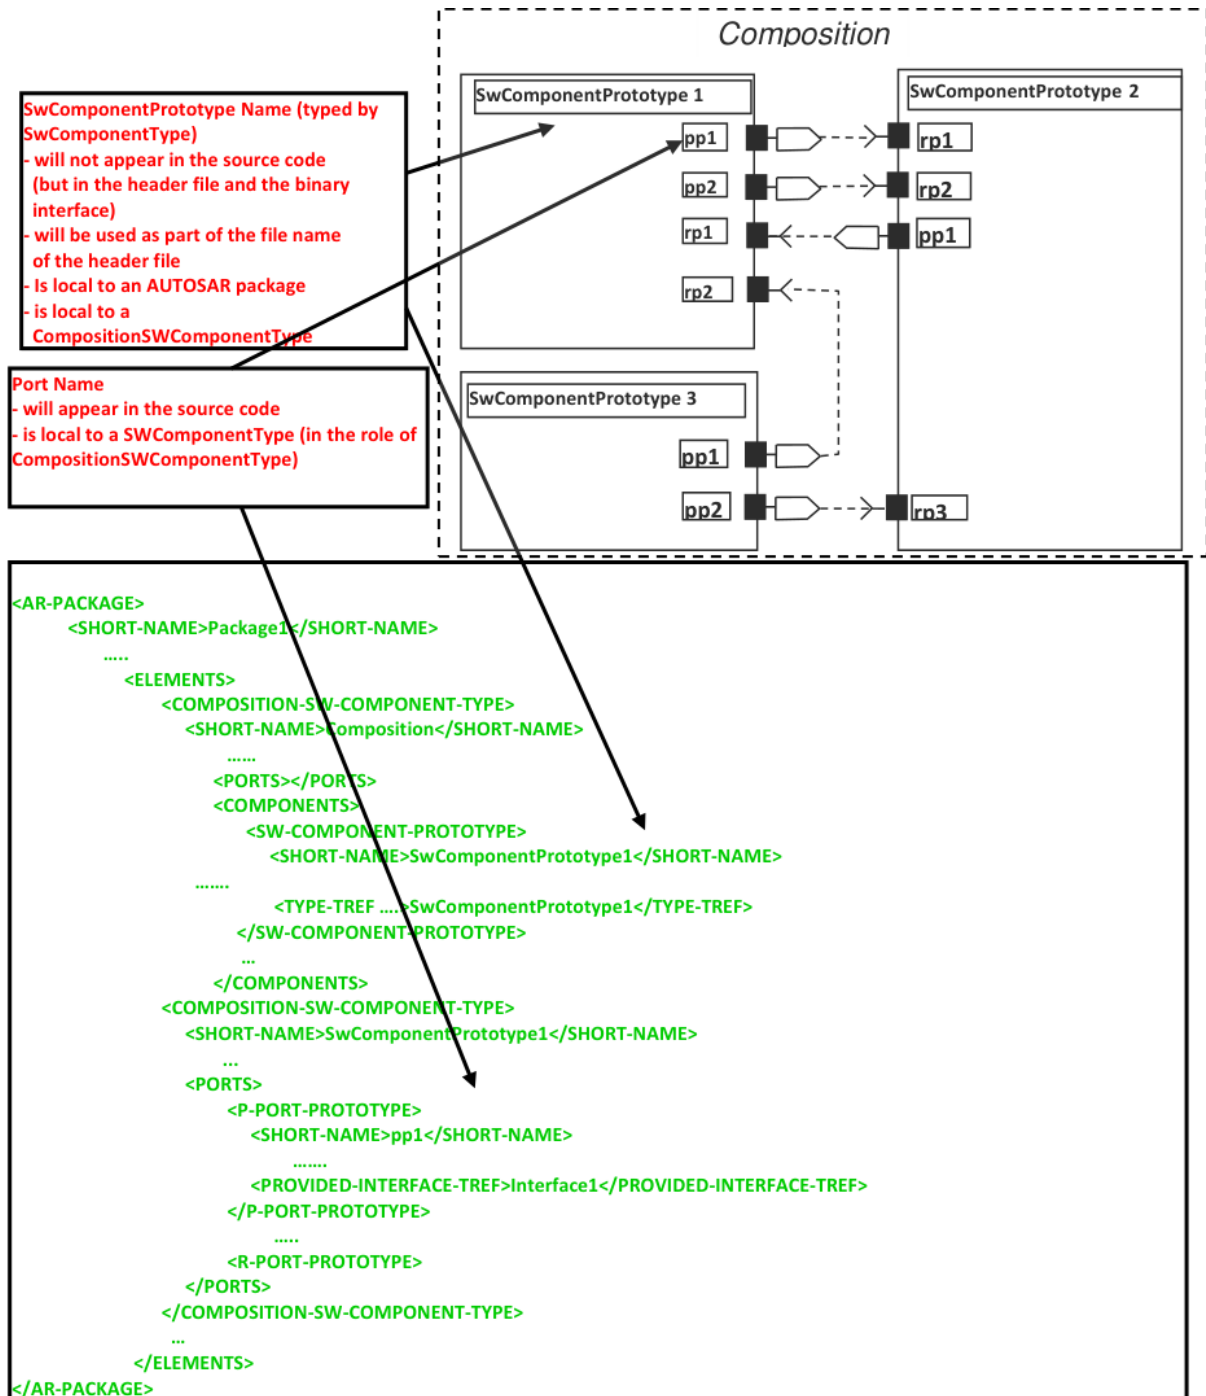 Composition
SwComponentPrototype 1
SwComponentPrototype 2
pp1
rp1
pp2
rp2
rp1
pp1
rp2
SwComponentPrototype 3
pp1
pp2
rp3
SwComponentPrototype Name (typed by
SwComponentType)
- will not appear in the source code
(but in the header file and the binary
interface)
- will be used as part of the file name
of the header file
- Is local to an AUTOSAR package
- is local to a
CompositionSWComponentType
Port Name
- will appear in the source code
- is local to a SWComponentType (in the role of
CompositionSWComponentType)
<AR-PACKAGE>
<SHORT-NAME>Package1</SHORT-NAME>
.....
<ELEMENTS>
<COMPOSITION-SW-COMPONENT-TYPE>
<SHORT-NAME>Composition</SHORT-NAME>
......
<PORTS></PORTS>
<COMPONENTS>
<SW-COMPONENT-PROTOTYPE>
<SHORT-NAME>SwComponentPrototype1</SHORT-NAME>
.......
<TYPE-TREF ....>SwComponentPrototype1</TYPE-TREF>
</SW-COMPONENT-PROTOTYPE>
...
</COMPONENTS>
<COMPOSITION-SW-COMPONENT-TYPE>
<SHORT-NAME>SwComponentPrototype1</SHORT-NAME>
...
<PORTS>
<P-PORT-PROTOTYPE>
<SHORT-NAME>pp1</SHORT-NAME>
.......
<PROVIDED-INTERFACE-TREF>Interface1</PROVIDED-INTERFACE-TREF>
</P-PORT-PROTOTYPE>
.....
<R-PORT-PROTOTYPE>
</PORTS>
</COMPOSITION-SW-COMPONENT-TYPE>
...
</ELEMENTS>
</AR-PACKAGE>